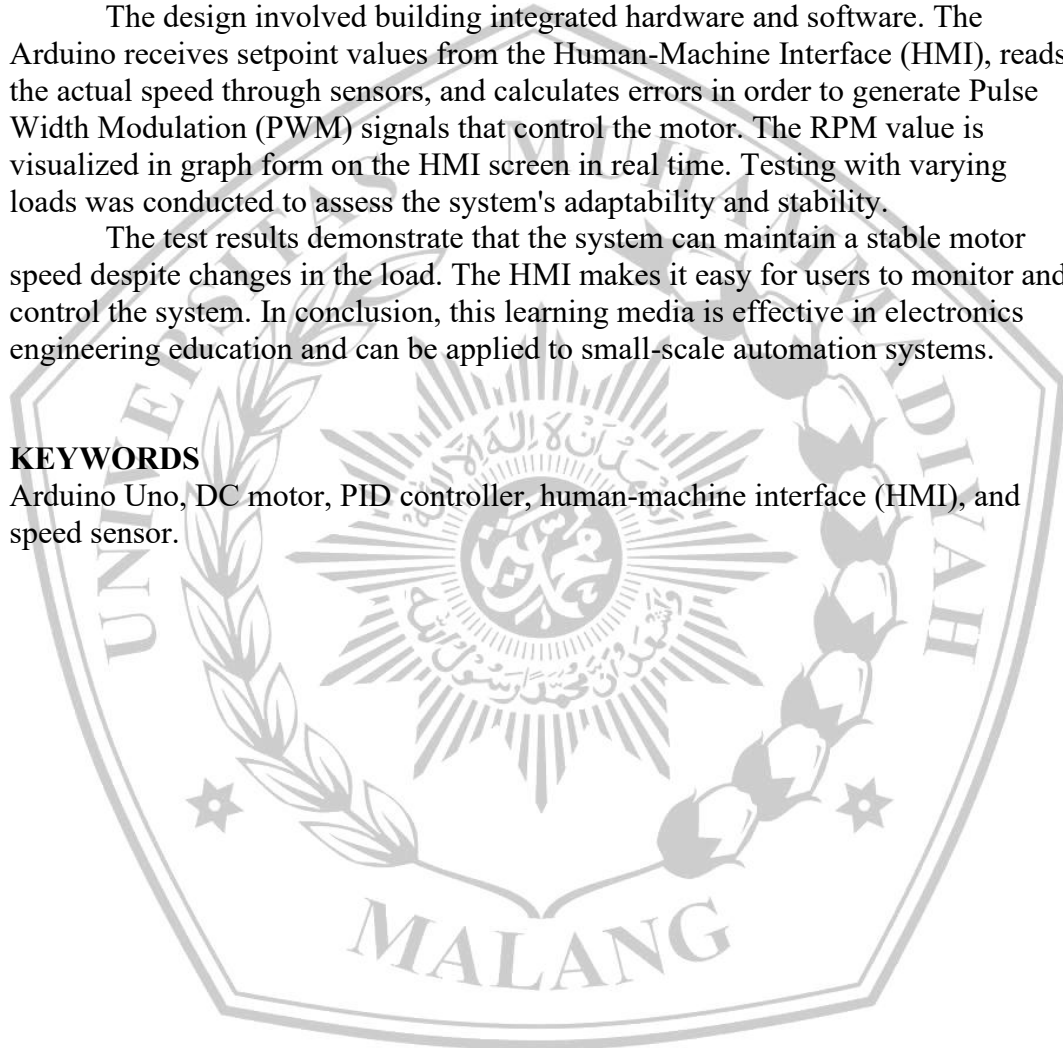 The design involved building integrated hardware and software. The
Arduino receives setpoint values from the Human-Machine Interface (HMI), reads
the actual speed through sensors, and calculates errors in order to generate Pulse
Width Modulation (PWM) signals that control the motor. The RPM value is
visualized in graph form on the HMI screen in real time. Testing with varying
loads was conducted to assess the system's adaptability and stability.
The test results demonstrate that the system can maintain a stable motor
speed despite changes in the load. The HMI makes it easy for users to monitor and
control the system. In conclusion, this learning media is effective in electronics
engineering education and can be applied to small-scale automation systems.
KEYWORDS
Arduino Uno, DC motor, PID controller, human-machine interface (HMI), and
speed sensor.
UNIVERSITAS MUHAMMADIYAH
MALANG